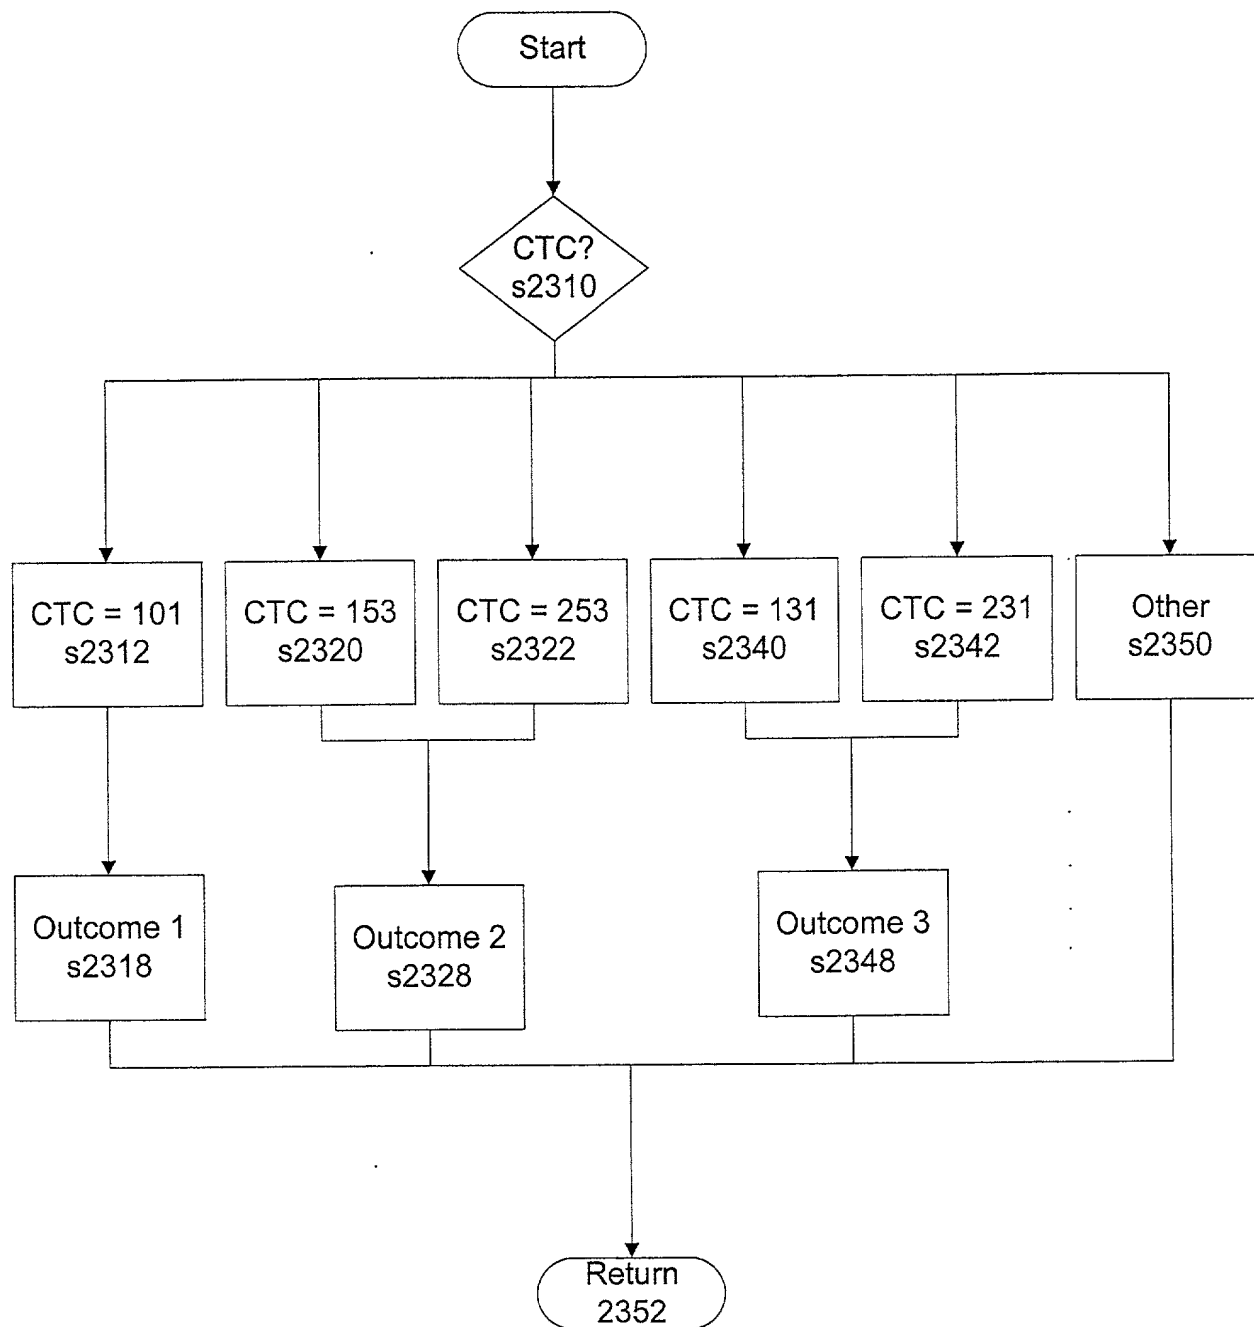 Start
CTC?
s2310
CTC = 101
s2312
CTC = 153
s2320
CTC = 253
s2322
CTC = 131
s2340
CTC = 231
s2342
Other
s2350
Outcome 1
s2318
Outcome 2
s2328
Outcome 3
s2348
Return
2352